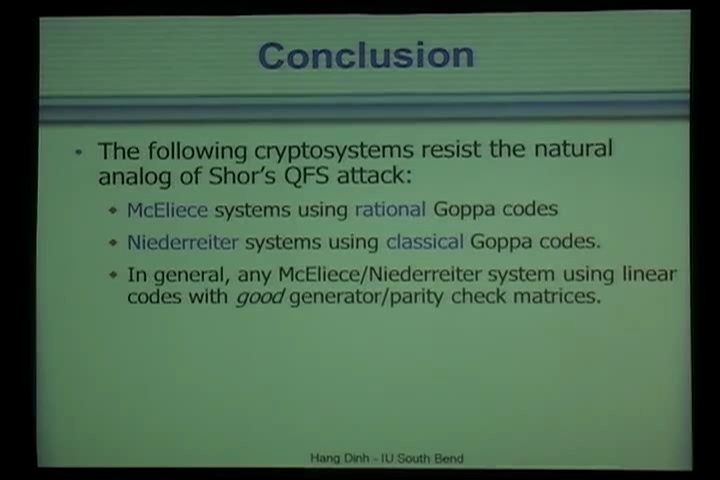 Conclusion
• The following cryptosystems resist the natural
analog of Shor's QFS attack:
◆ McEliece systems using rational Goppa codes
◆ Niederreiter systems using classical Goppa codes.
◆ In general, any McEliece/Niederreiter system using linear
codes with good generator/parity check matrices.
Hang Dinh - IU South Bend